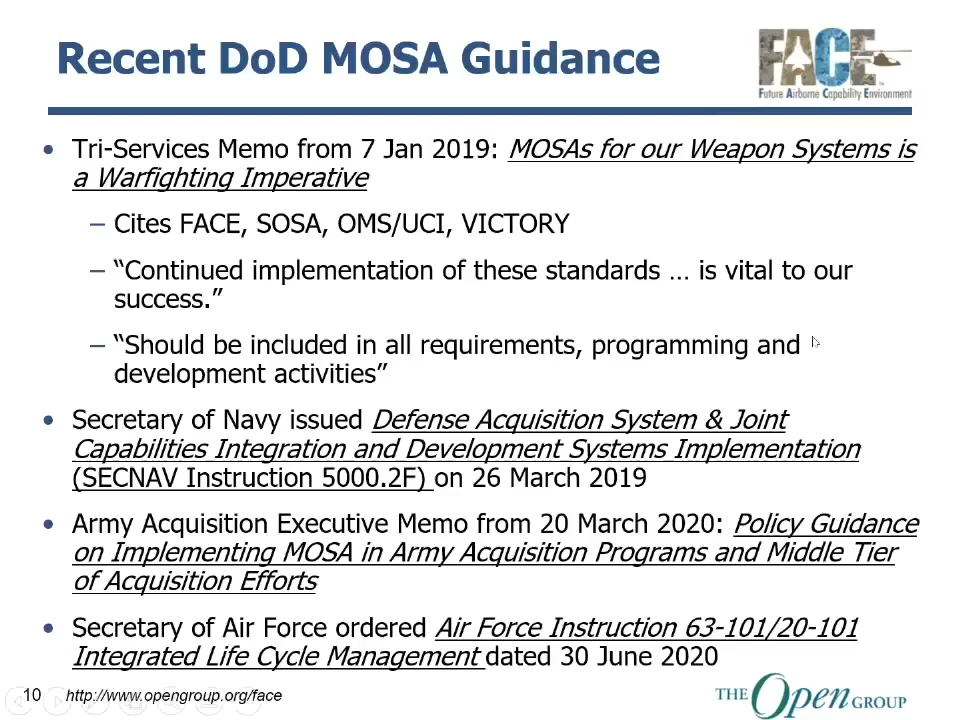 Recent DoD MOSA Guidance
FACE
Future Airborne Capability Environment
• Tri-Services Memo from 7 Jan 2019: MOSAs for our Weapon Systems is
a Warfighting Imperative
– Cites FACE, SOSA, OMS/UCI, VICTORY
– “Continued implementation of these standards … is vital to our
success.”
– “Should be included in all requirements, programming and
development activities”
• Secretary of Navy issued Defense Acquisition System & Joint
Capabilities Integration and Development Systems Implementation
(SECNAV Instruction 5000.2F) on 26 March 2019
• Army Acquisition Executive Memo from 20 March 2020: Policy Guidance
on Implementing MOSA in Army Acquisition Programs and Middle Tier
of Acquisition Efforts
• Secretary of Air Force ordered Air Force Instruction 63-101/20-101
Integrated Life Cycle Management dated 30 June 2020
10 http://www.opengroup.org/face
THE Open GROUP